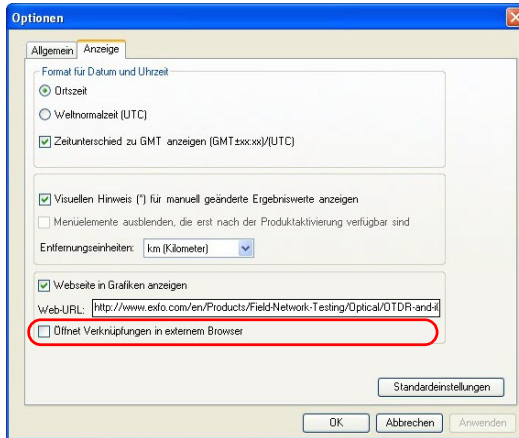 Optionen
Allgemein Anzeige
Format für Datum und Uhrzeit
Ortszeit
Weltnormalzeit (UTC)
Zeitunterschied zu GMT anzeigen (GMT±xx:xx)/(UTC)
Visuellen Hinweis (*) für manuell geänderte Ergebniswerte anzeigen
Menüelemente ausblenden, die erst nach der Produktaktivierung verfügbar sind
Entfernungseinheiten: km (Kilometer)
Webseite in Grafiken anzeigen
Web-URL: http://www.exfo.com/en/Products/Field-Network-Testing/Optical/OTDR-and-iO
Öffnet Verknüpfungen in externem Browser
Standardeinstellungen
OK Abbrechen Anwenden